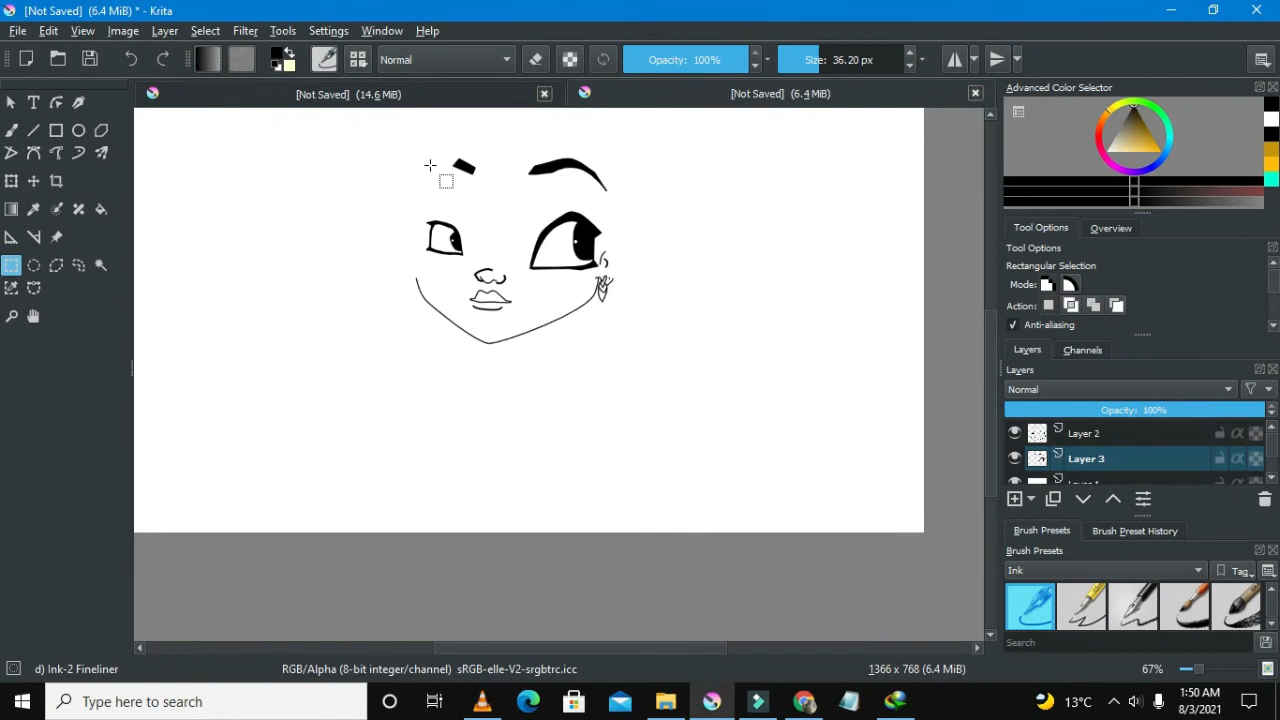 [Not Saved] (6.4 MiB) * - Krita
File Edit View Image Layer Select Filter Tools Settings Window Help
Normal Opacity: 100% Size: 36.20 px
[Not Saved] (14.6 MiB) [Not Saved] (6.4 MiB)
Advanced Color Selector
Tool Options Overview
Tool Options
Rectangular Selection
Mode:
Action:
Anti-aliasing
Layers Channels
Layers
Normal
Opacity: 100%
Layer 2
Layer 3
Layer 1
Brush Presets Brush Preset History
Brush Presets
Ink Tag
Search
d) Ink-2 Fineliner RGB/Alpha (8-bit integer/channel) sRGB-elle-V2-srgbtrc.icc 1366 x 768 (6.4 MiB) 67%
Type here to search 13°C 1:50 AM
8/3/2021